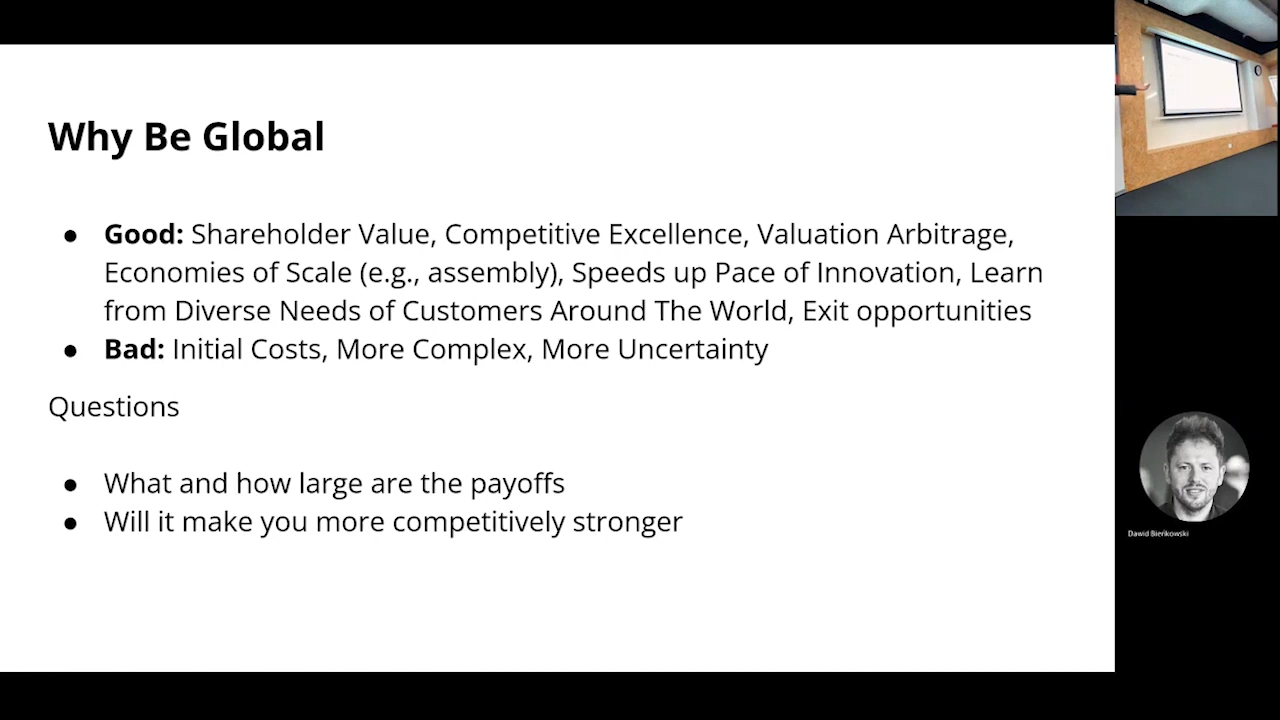 Why Be Global
● Good: Shareholder Value, Competitive Excellence, Valuation Arbitrage,
Economies of Scale (e.g., assembly), Speeds up Pace of Innovation, Learn
from Diverse Needs of Customers Around The World, Exit opportunities
● Bad: Initial Costs, More Complex, More Uncertainty
Questions
● What and how large are the payoffs
● Will it make you more competitively stronger
Dawid Bieńkowski